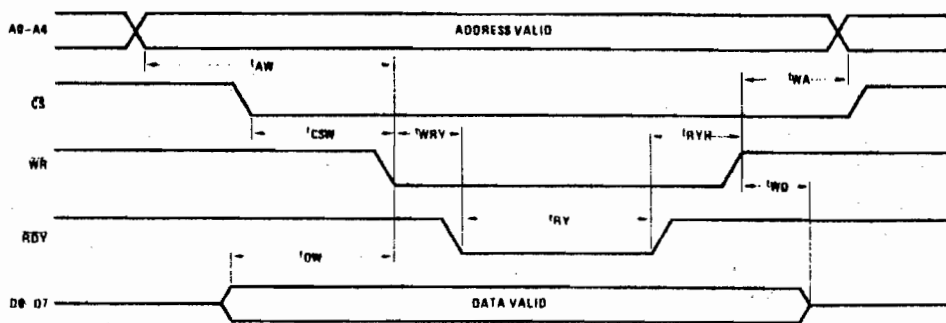 A0-A4
ADDRESS VALID
tAW
tWA
CS
tCSW
tWRY
tRYH
WR
tWD
RDY
tRY
tDW
D0 D7
DATA VALID